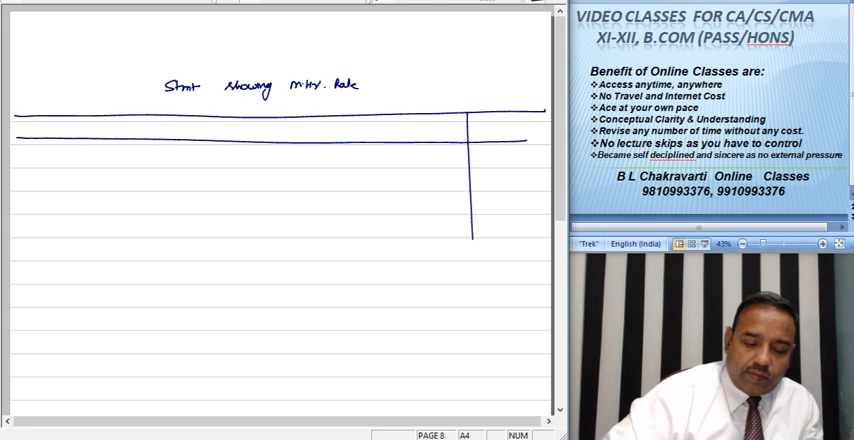 Stmt showing M.Hr. Rate
PAGE 8 A4 NUM
VIDEO CLASSES FOR CA/CS/CMA
XI-XII, B.COM (PASS/HONS)
Benefit of Online Classes are:
❖Access anytime, anywhere
❖No Travel and Internet Cost
❖Ace at your own pace
❖Conceptual Clarity & Understanding
❖Revise any number of time without any cost.
❖No lecture skips as you have to control
❖Became self deciplined and sincere as no external pressure
B L Chakravarti Online Classes
9810993376, 9910993376
"Trek" English (India) 43%